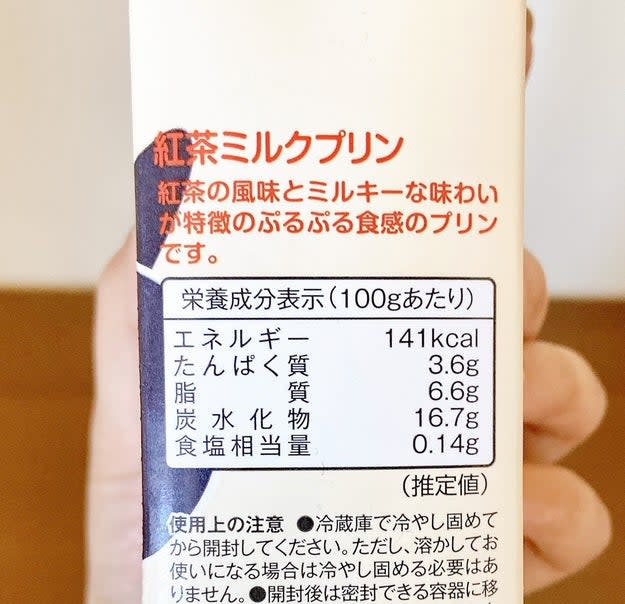 紅茶ミルクプリン
紅茶の風味とミルキーな味わい
が特徴のぷるぷる食感のプリン
です。
栄養成分表示(100gあたり)
エネルギー 141kcal
たんぱく質 3.6g
脂質 6.6g
炭水化物 16.7g
食塩相当量 0.14g
(推定値)
使用上の注意 ●冷蔵庫で冷やし固めて
から開封してください。ただし、溶かしてお
使いになる場合は冷やし固める必要はあ
りません。●開封後は密封できる容器に移